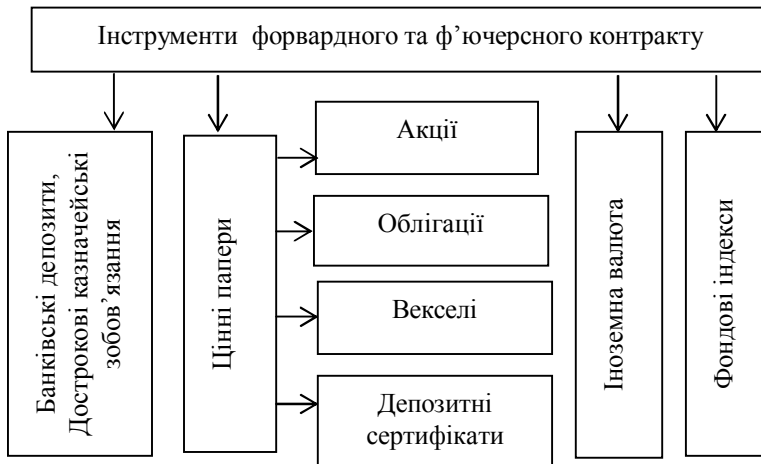 Інструменти форвардного та ф’ючерсного контракту
Банківські депозити,
Дострокові казначейські
зобов’язання
Цінні папери
Акції
Облігації
Векселі
Депозитні
сертифікати
Іноземна валюта
Фондові індекси